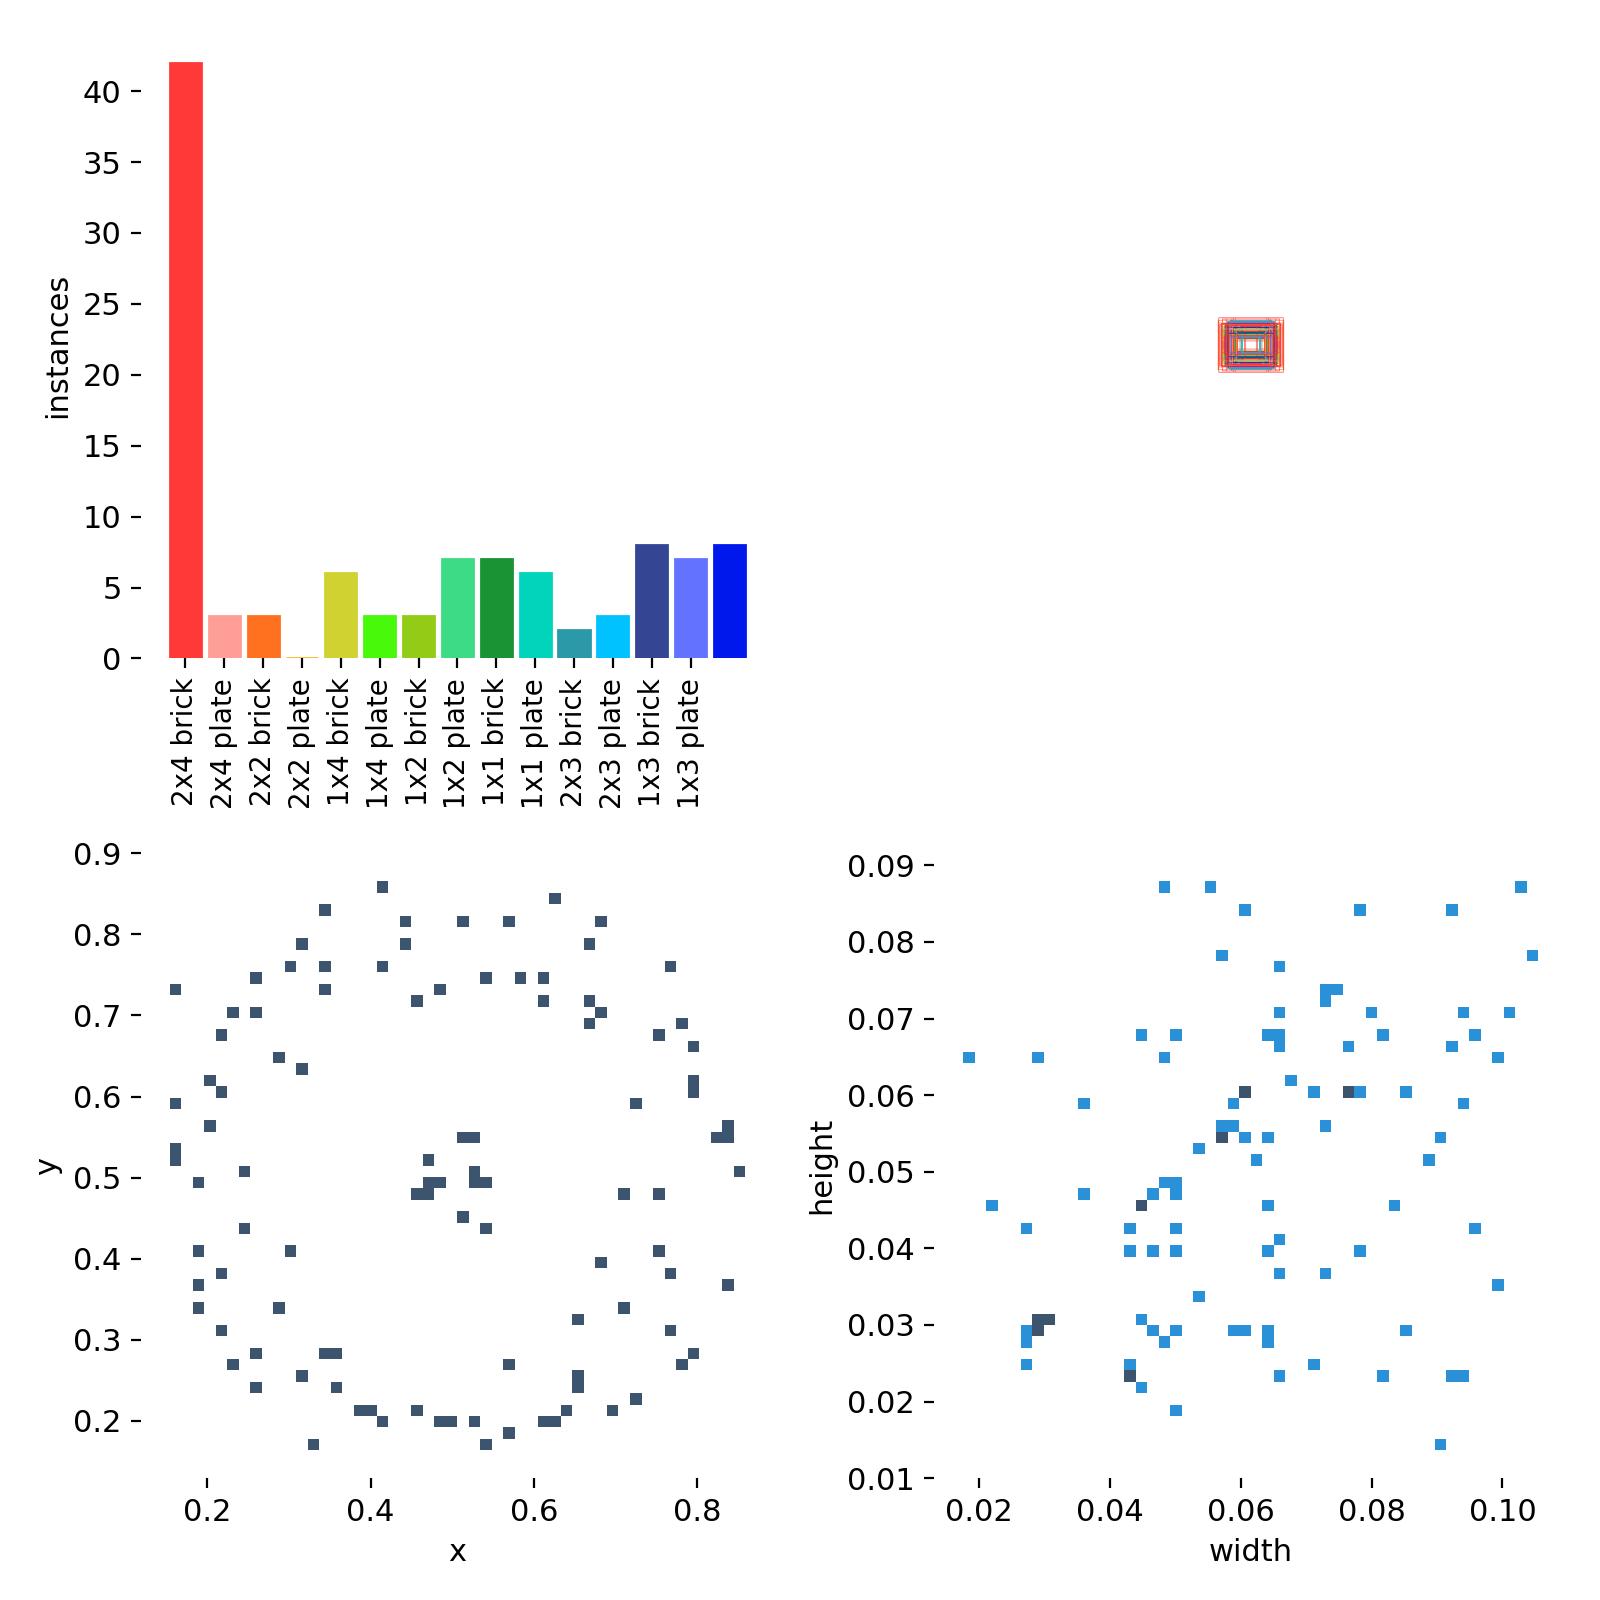 instances
40
35
30
25
20
15
10
5
0
2x4 brick
2x4 plate
2x2 brick
2x2 plate
1x4 brick
1x4 plate
1x2 brick
1x2 plate
1x1 brick
1x1 plate
2x3 brick
2x3 plate
1x3 brick
1x3 plate
y
0.9
0.8
0.7
0.6
0.5
0.4
0.3
0.2
0.2 0.4 0.6 0.8
x
height
0.09
0.08
0.07
0.06
0.05
0.04
0.03
0.02
0.01
0.02 0.04 0.06 0.08 0.10
width